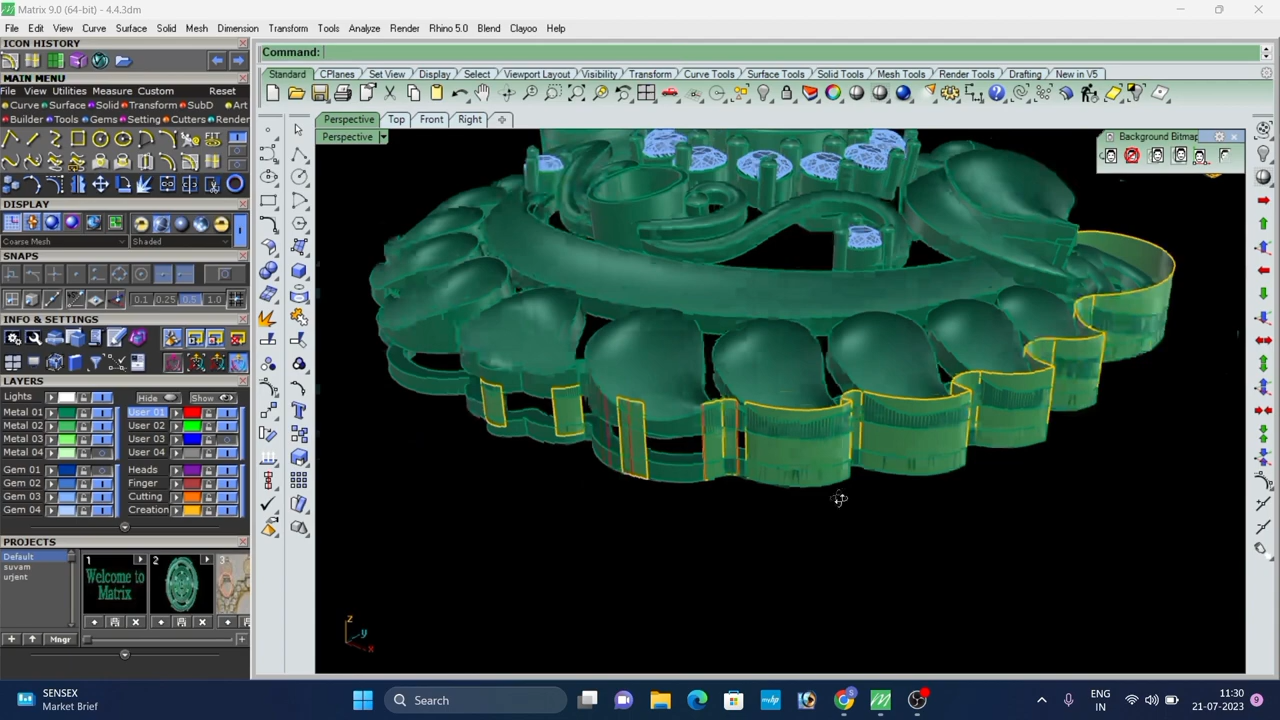 Matrix 9.0 (64-bit) - 4.4.3dm
File Edit View Curve Surface Solid Mesh Dimension Transform Tools Analyze Render Rhino 5.0 Blend Clayoo Help
ICON HISTORY
Command:
MAIN MENU
Standard CPlanes Set View Display Select Viewport Layout Visibility Transform Curve Tools Surface Tools Solid Tools Mesh Tools Render Tools Drafting New in V5
File View Utilities Measure Custom Reset
Curve Surface Solid Transform SubD Art
Builder Tools Gems Setting Cutters Render
Perspective Top Front Right
Perspective
Background Bitmap
FIT
DISPLAY
Coarse Mesh Shaded
SNAPS
0.1 0.25 0.5 1.0
INFO & SETTINGS
LAYERS
Lights Hide Show
Metal 01 User 01
Metal 02 User 02
Metal 03 User 03
Metal 04 User 04
Gem 01 Heads
Gem 02 Finger
Gem 03 Cutting
Gem 04 Creation
PROJECTS
Default
suvam
urjent
1 2 3
Welcome to
Matrix
Mngr
z
y
x
SENSEX
Market Brief
Search
ENG
IN
11:30
21-07-2023
9